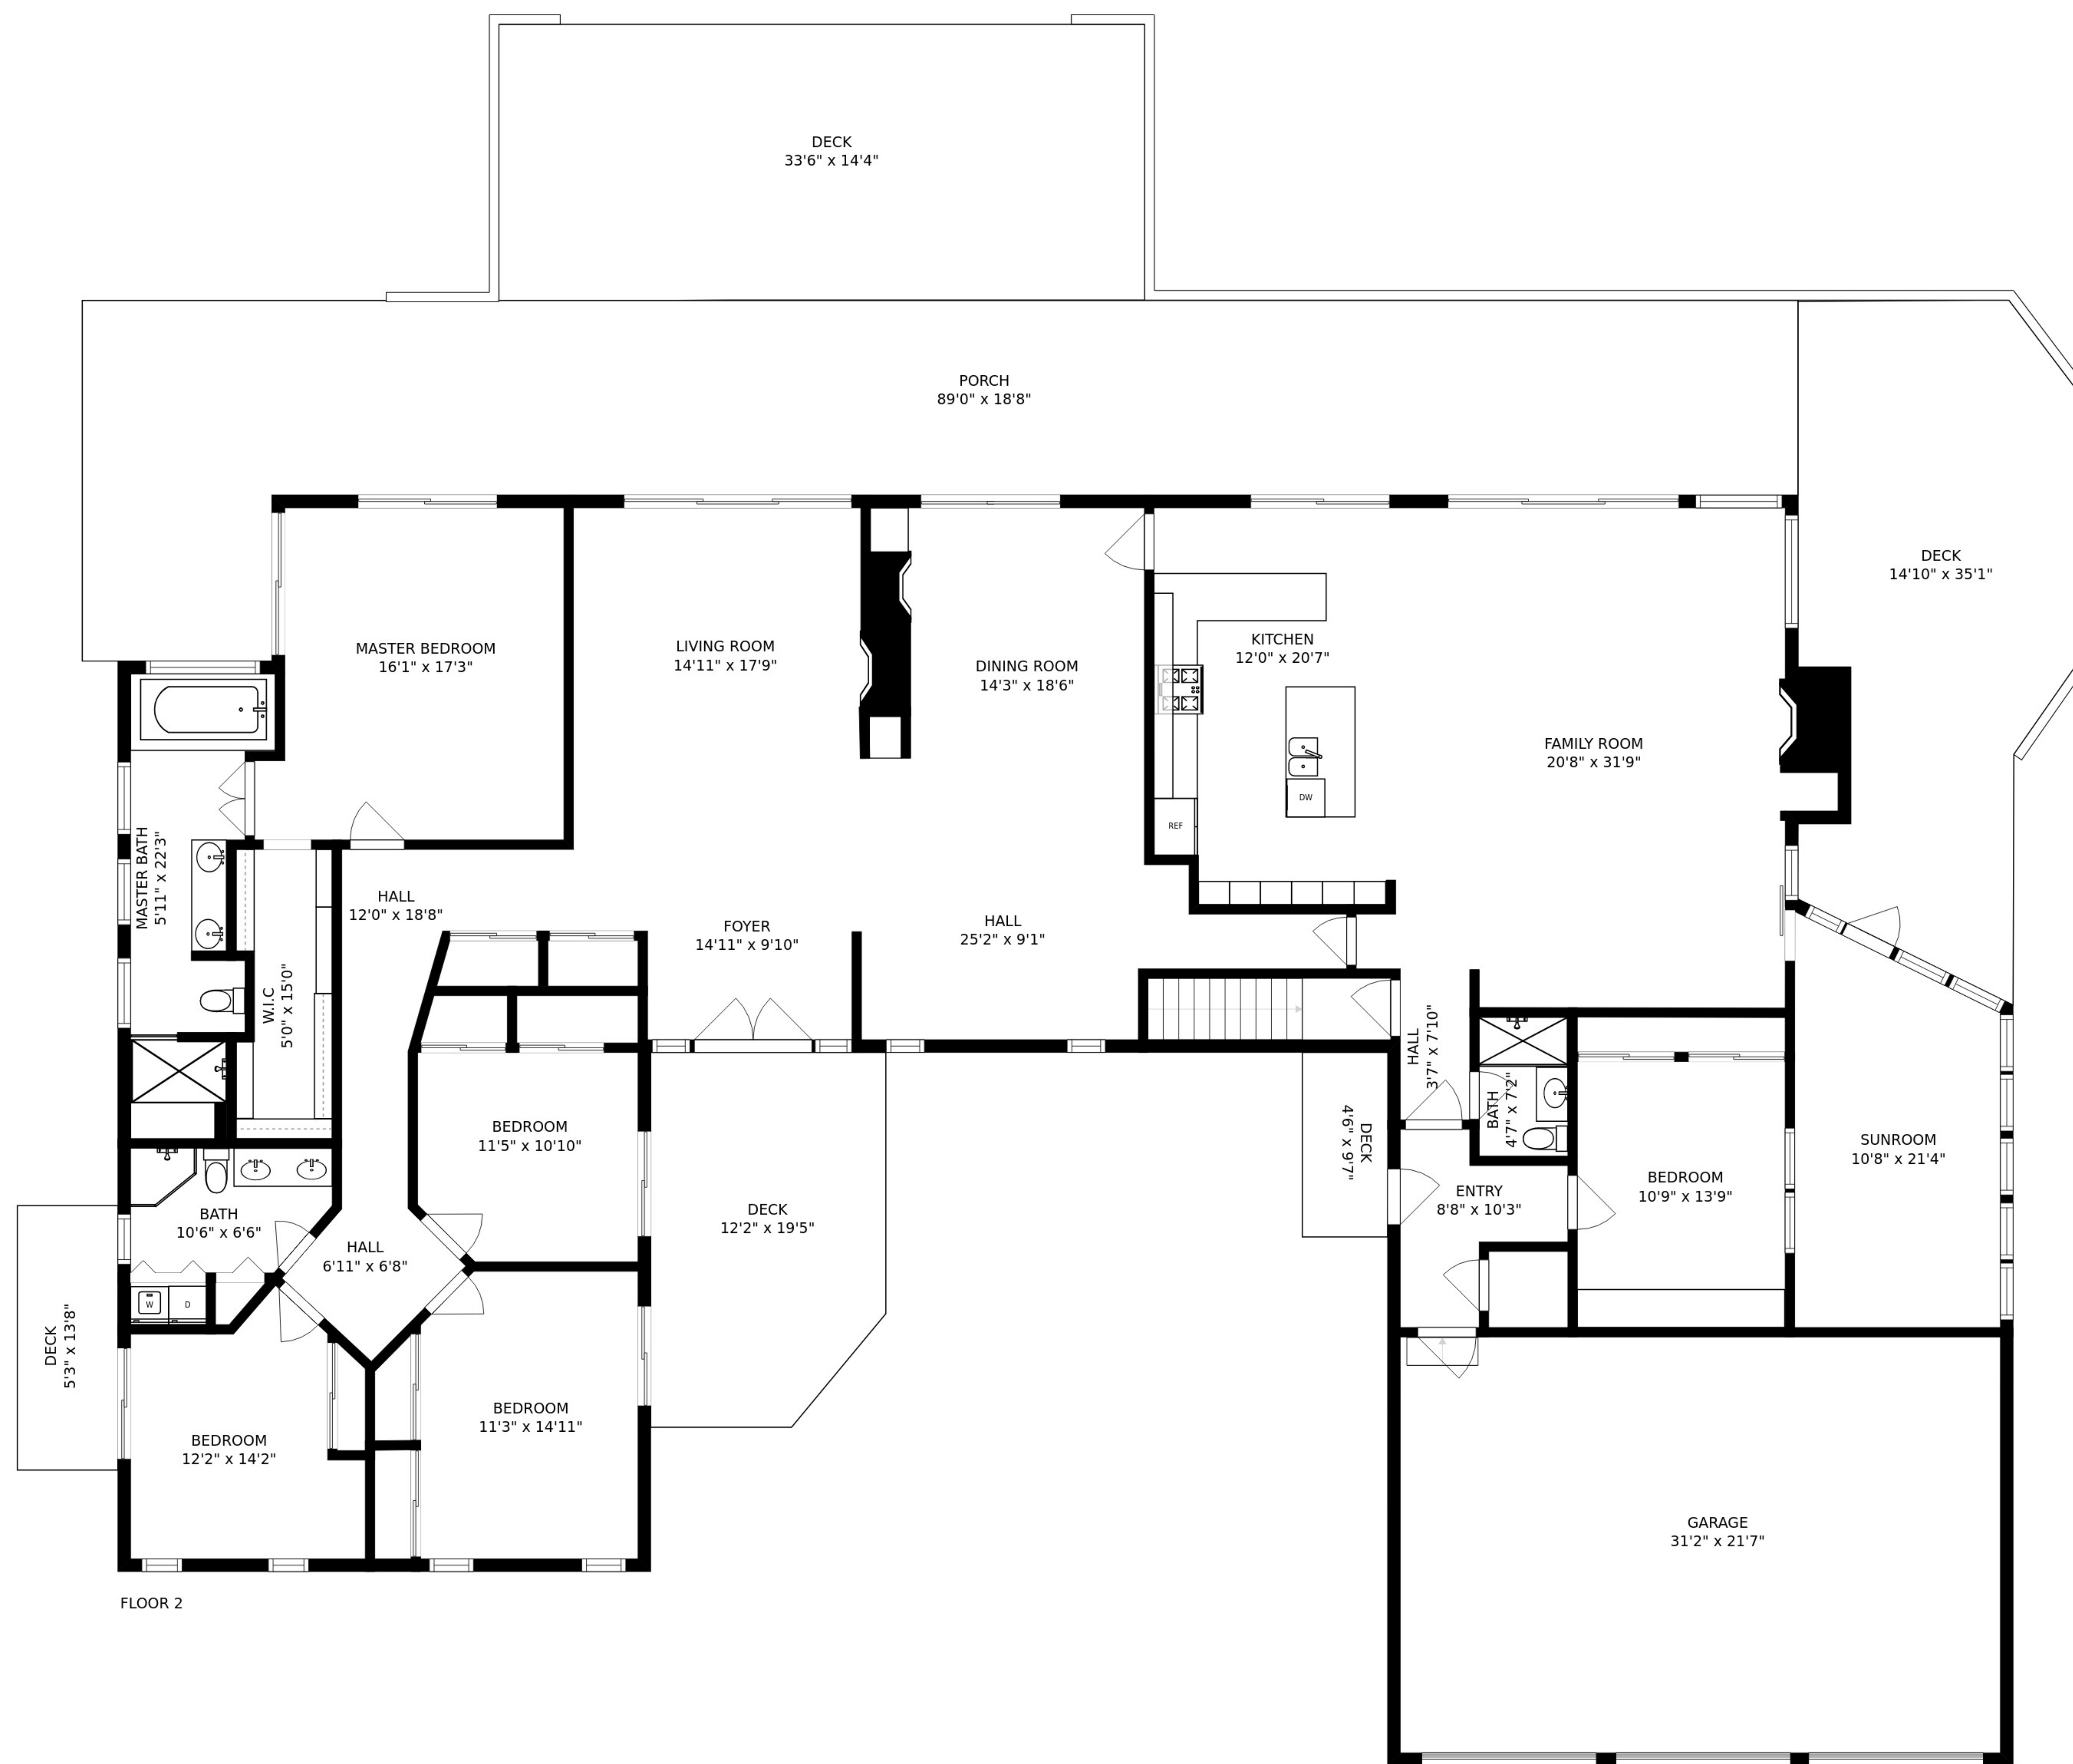 DECK
33'6" x 14'4"
PORCH
89'0" x 18'8"
DECK
14'10" x 35'1"
MASTER BEDROOM
16'1" x 17'3"
LIVING ROOM
14'11" x 17'9"
DINING ROOM
14'3" x 18'6"
KITCHEN
12'0" x 20'7"
FAMILY ROOM
20'8" x 31'9"
DW
REF
MASTER BATH
5'11" x 22'3"
HALL
12'0" x 18'8"
FOYER
14'11" x 9'10"
HALL
25'2" x 9'1"
W.I.C
5'0" x 15'0"
HALL
3'7" x 7'10"
BATH
4'7" x 7'2"
BEDROOM
11'5" x 10'10"
DECK
4'6" x 9'7"
SUNROOM
10'8" x 21'4"
BEDROOM
10'9" x 13'9"
ENTRY
8'8" x 10'3"
BATH
10'6" x 6'6"
DECK
12'2" x 19'5"
HALL
6'11" x 6'8"
W
D
DECK
5'3" x 13'8"
BEDROOM
11'3" x 14'11"
BEDROOM
12'2" x 14'2"
GARAGE
31'2" x 21'7"
FLOOR 2